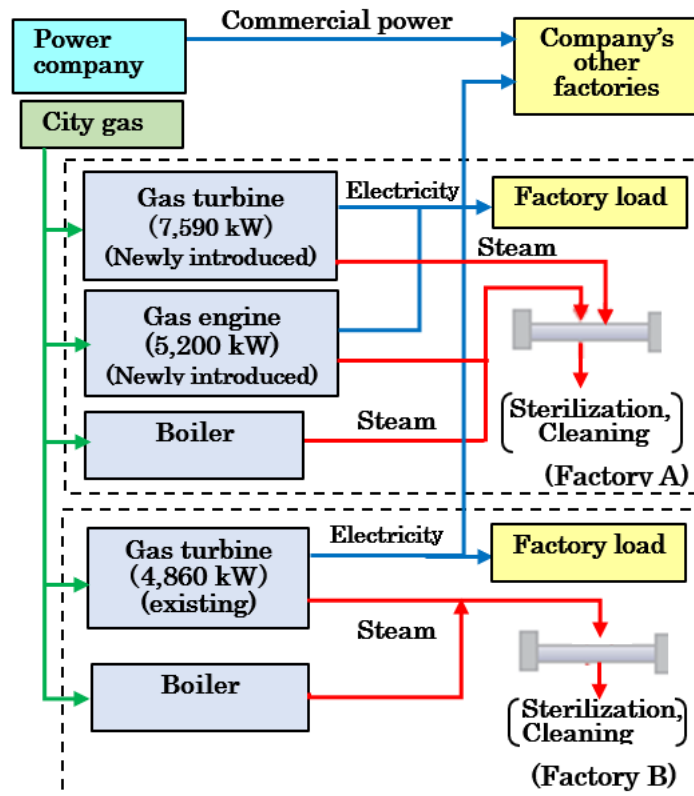 Commercial power
Power
company
Company's
other
factories
City gas
Gas turbine
(7,590 kW)
(Newly introduced)
Electricity
Factory load
Steam
Gas engine
(5,200 kW)
(Newly introduced)
Boiler
Steam
(Sterilization,
Cleaning)
(Factory A)
Gas turbine
(4,860 kW)
(existing)
Electricity
Factory load
Steam
Boiler
(Sterilization,
Cleaning)
(Factory B)